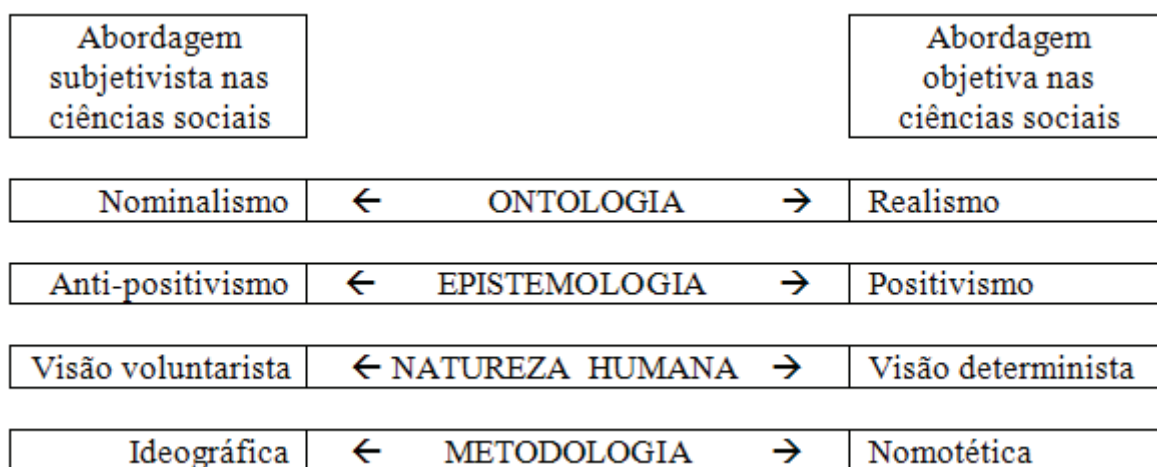 Abordagem
subjetivista nas
ciências sociais
Abordagem
objetiva nas
ciências sociais
Nominalismo ← ONTOLOGIA → Realismo
Anti-positivismo ← EPISTEMOLOGIA → Positivismo
Visão voluntarista ← NATUREZA HUMANA → Visão determinista
Ideográfica ← METODOLOGIA → Nomotética